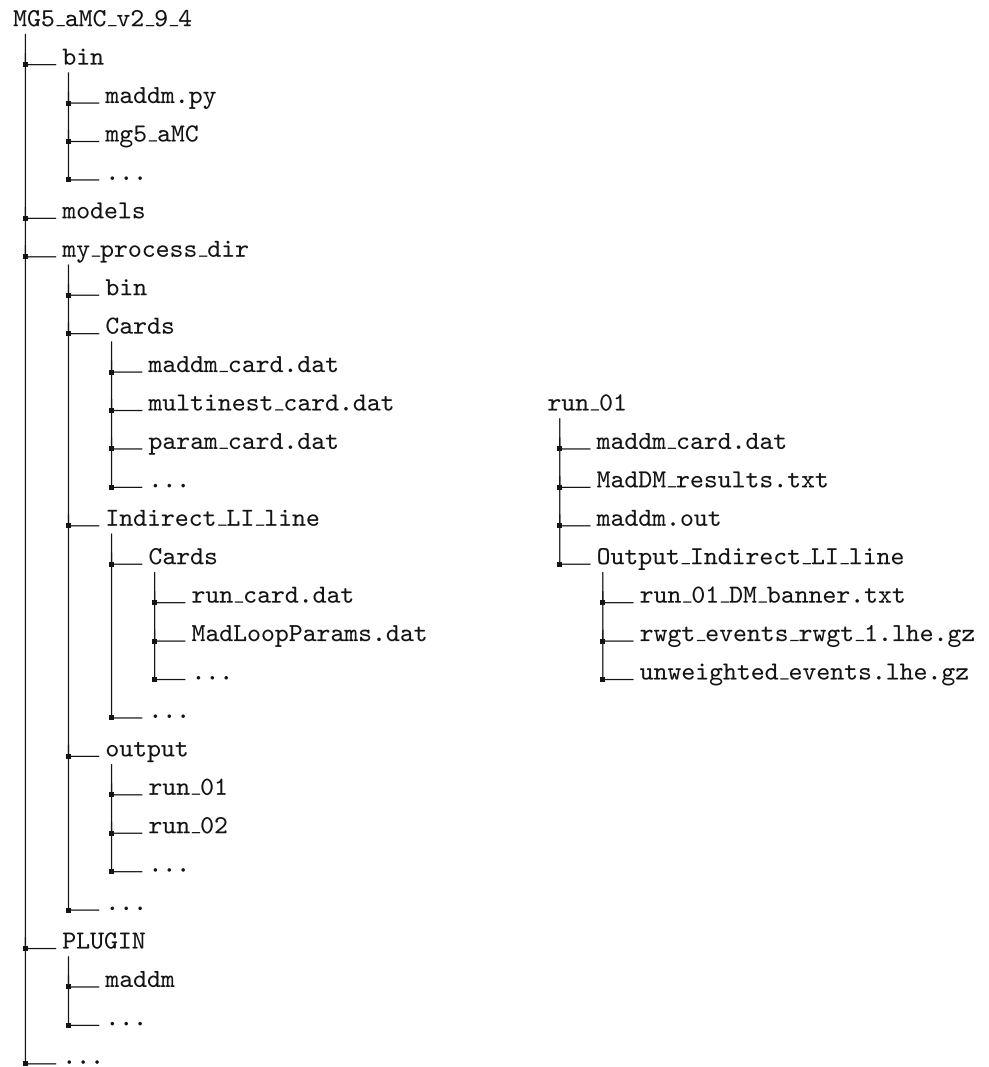 MG5_aMC_v2_9_4
bin
maddm.py
mg5_aMC
...
models
my_process_dir
bin
Cards
maddm_card.dat
multinest_card.dat
param_card.dat
...
Indirect_LI_line
Cards
run_card.dat
MadLoopParams.dat
...
...
output
run_01
run_02
...
...
PLUGIN
maddm
...
...
run_01
maddm_card.dat
MadDM_results.txt
maddm.out
Output_Indirect_LI_line
run_01_DM_banner.txt
rwgt_events_rwgt_1.lhe.gz
unweighted_events.lhe.gz